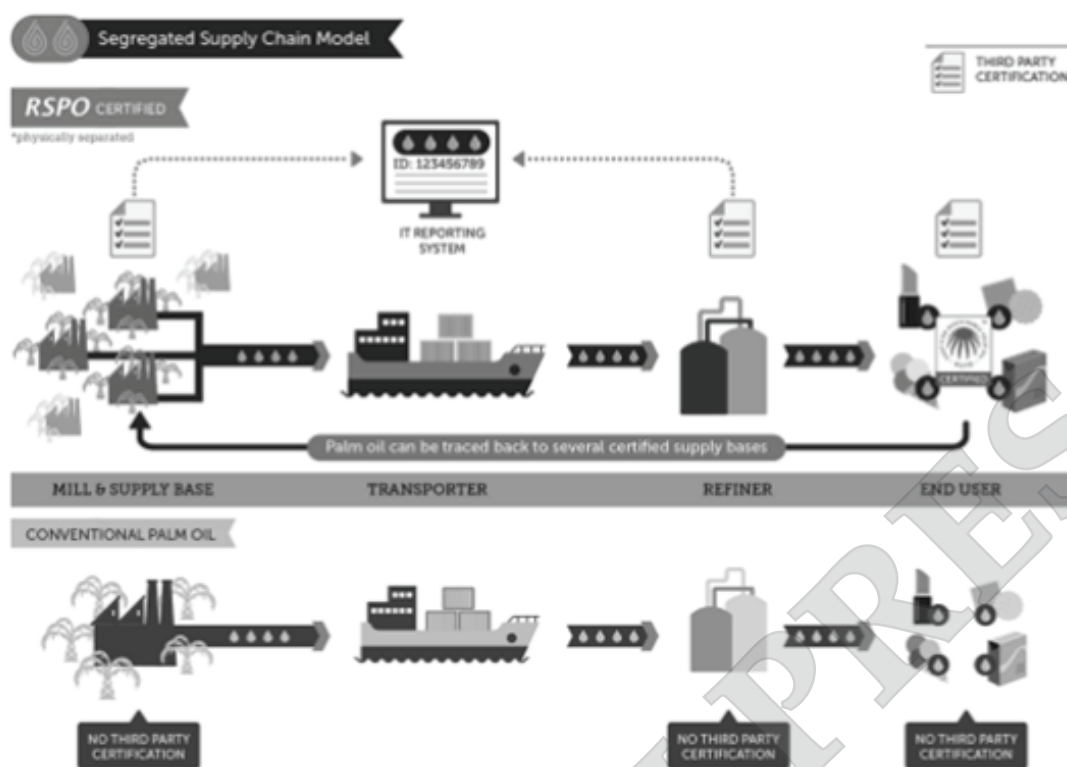 Segregated Supply Chain Model
THIRD PARTY
CERTIFICATION
RSPO CERTIFIED
*physically separated
ID: 123456789
IT REPORTING
SYSTEM
CERTIFIED
Palm oil can be traced back to several certified supply bases
MILL & SUPPLY BASE
TRANSPORTER
REFINER
END USER
CONVENTIONAL PALM OIL
NO THIRD PARTY
CERTIFICATION
NO THIRD PARTY
CERTIFICATION
NO THIRD PARTY
CERTIFICATION
PRES